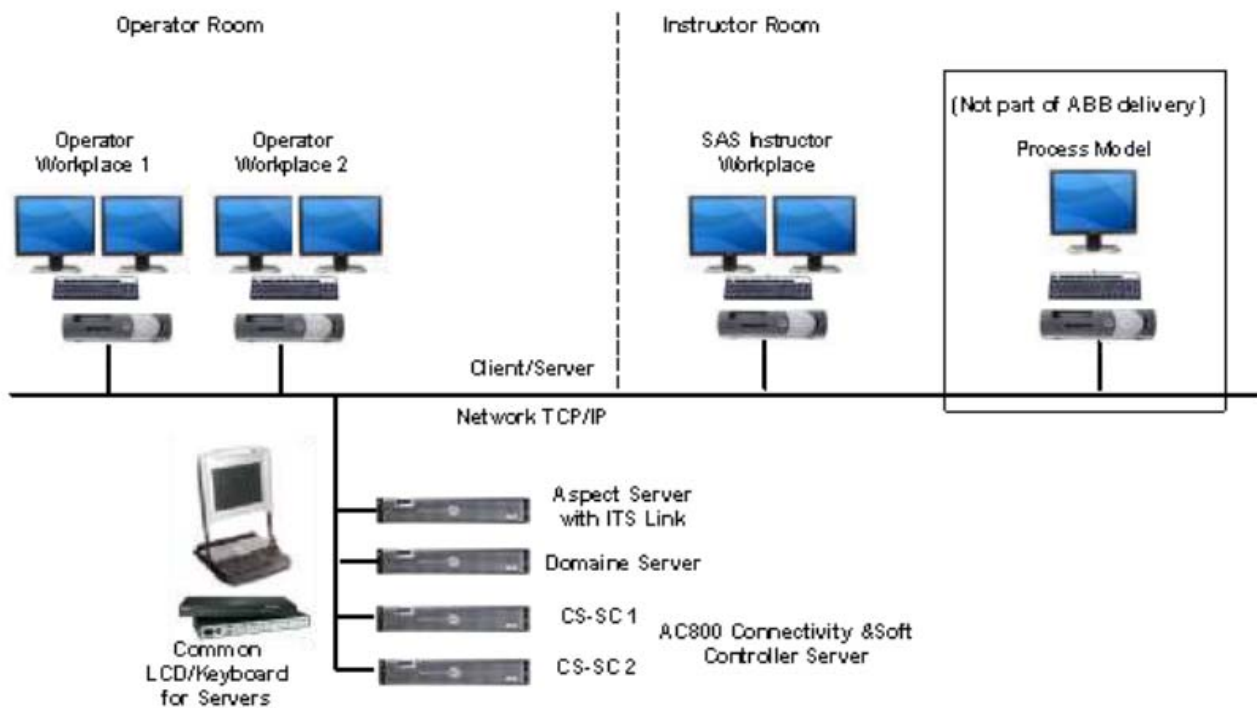 Operator Room
Instructor Room
(Not part of ABB delivery)
Operator
Workplace 1
Operator
Workplace 2
SAS Instructor
Workplace
Process Model
Client/Server
Network TCP/IP
Aspect Server
with ITS Link
Domaine Server
CS-SC 1
CS-SC 2
AC800 Connectivity &Soft
Controller Server
Common
LCD/Keyboard
for Servers